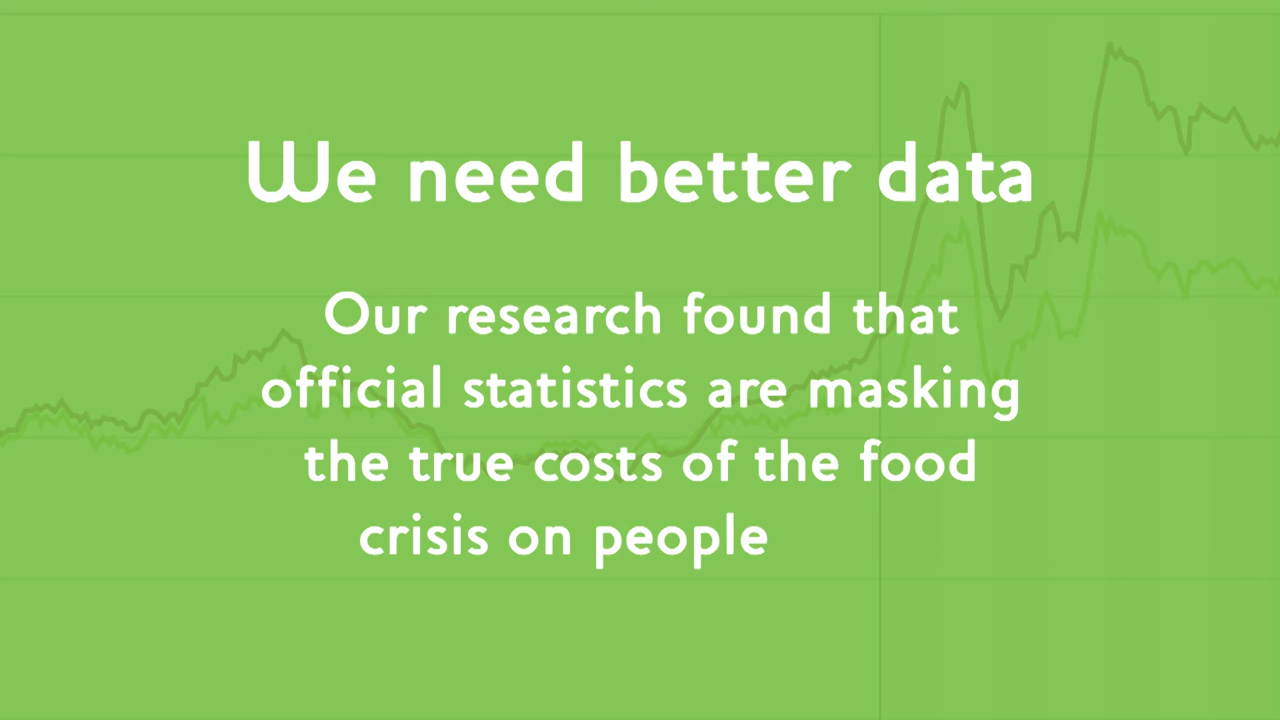 We need better data
Our research found that
official statistics are masking
the true costs of the food
crisis on people